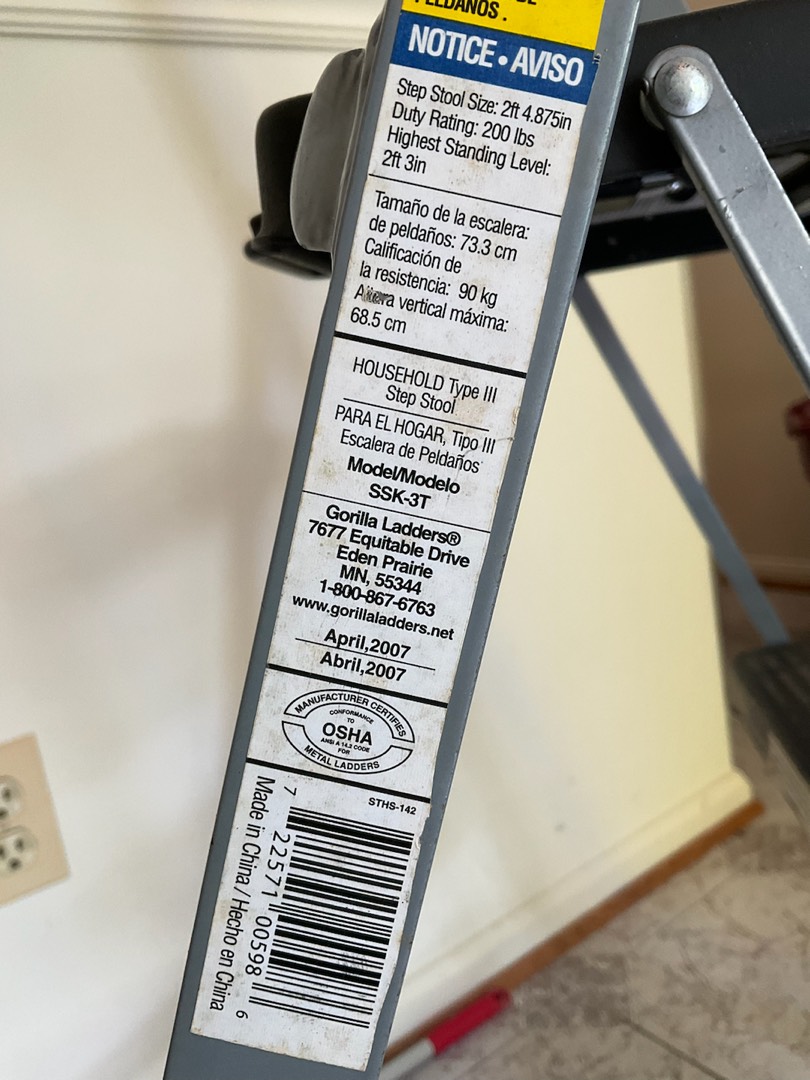 PELDAÑOS.
NOTICE • AVISO
Step Stool Size: 2ft 4.875in
Duty Rating: 200 lbs
Highest Standing Level:
2ft 3in
Tamaño de la escalera:
de peldaños: 73.3 cm
Calificación de
la resistencia: 90 kg
Altura vertical máxima:
68.5 cm
HOUSEHOLD Type III
Step Stool
PARA EL HOGAR, Tipo III
Escalera de Peldaños
Model/Modelo
SSK-3T
Gorilla Ladders®
7677 Equitable Drive
Eden Prairie
MN, 55344
1-800-867-6763
www.gorillaladders.net
April,2007
Abril,2007
MANUFACTURER CERTIFIES
CONFORMANCE
TO
OSHA
ANSI A 14.2 CODE
FOR
METAL LADDERS
STHS-142
7 22571 00598 6
Made in China / Hecho en China